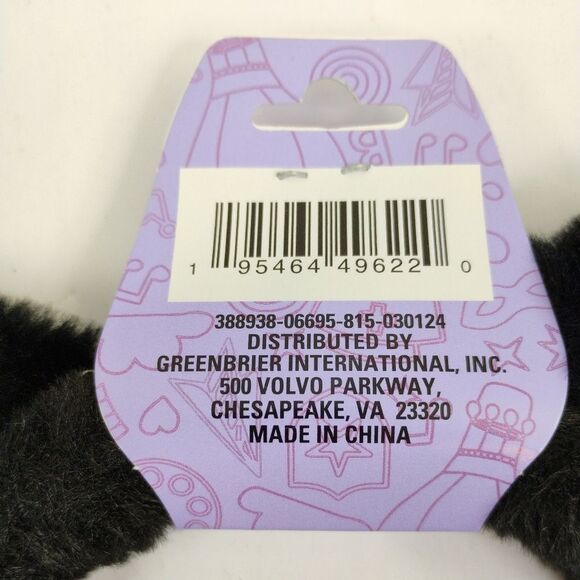 1 95464 49622 0
388938-06695-815-030124
DISTRIBUTED BY
GREENBRIER INTERNATIONAL, INC.
500 VOLVO PARKWAY,
CHESAPEAKE, VA 23320
MADE IN CHINA